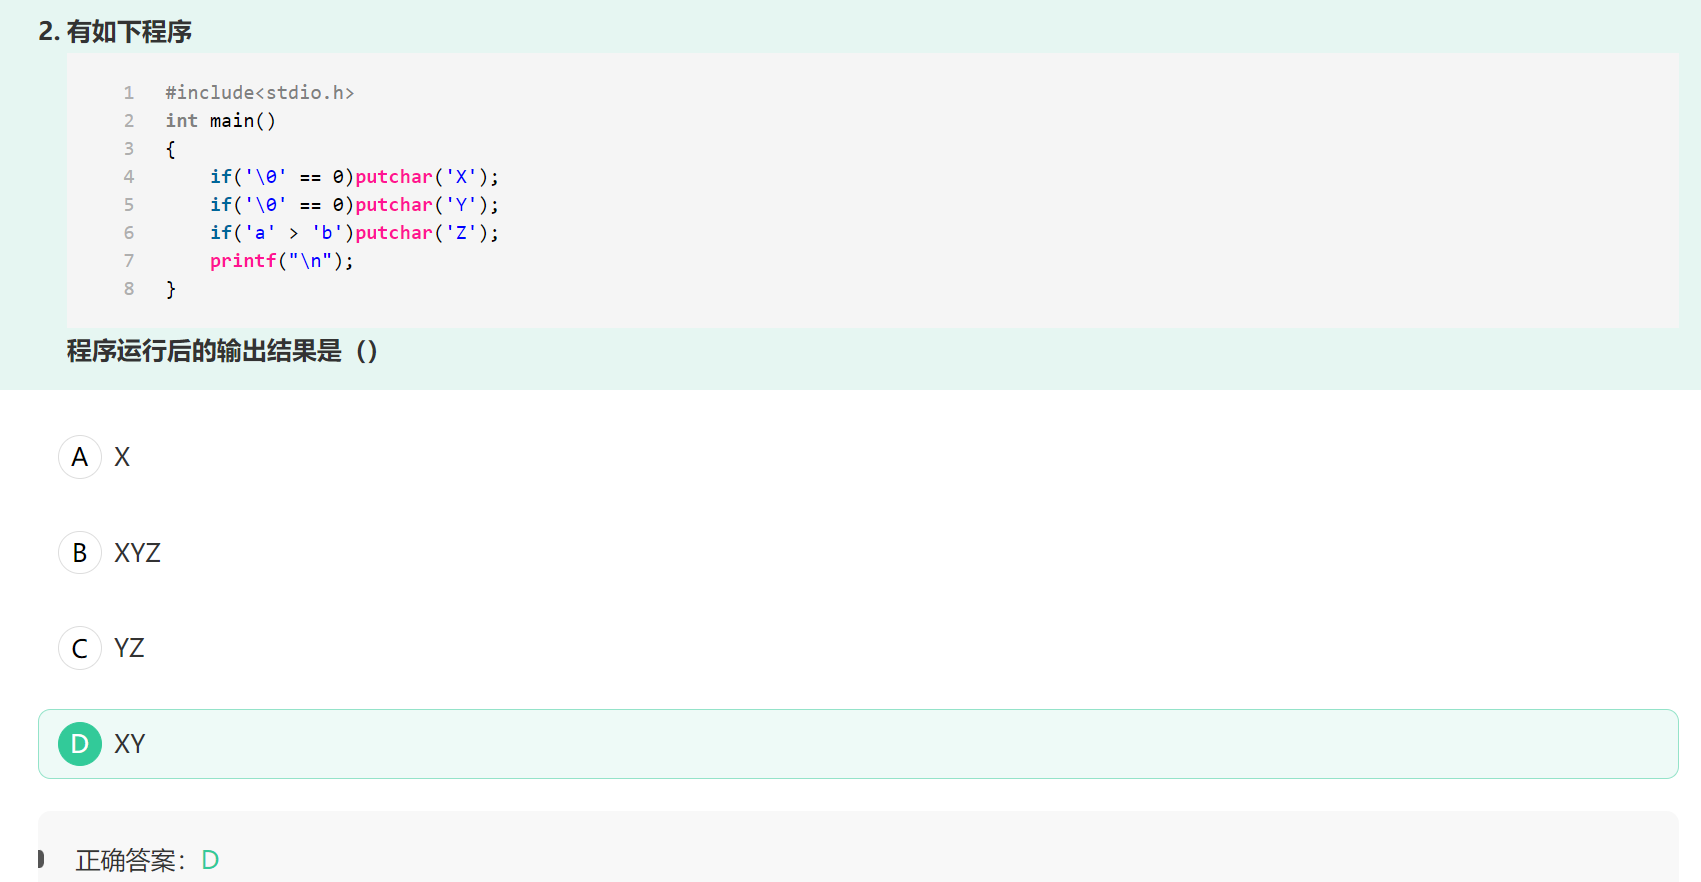 2. 有如下程序
1 #include<stdio.h>
2 int main()
3 {
4     if('\0' == 0)putchar('X');
5     if('\0' == 0)putchar('Y');
6     if('a' > 'b')putchar('Z');
7     printf("\n");
8 }
程序运行后的输出结果是（）
A X
B XYZ
C YZ
D XY
正确答案：D